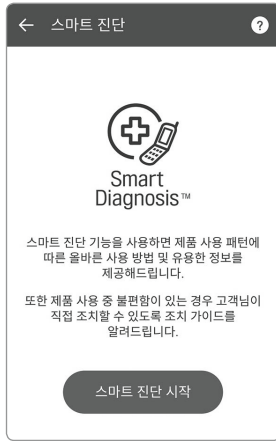 ← 스마트 진단 ?
Smart
Diagnosis™
스마트 진단 기능을 사용하면 제품 사용 패턴에
따른 올바른 사용 방법 및 유용한 정보를
제공해드립니다.
또한 제품 사용 중 불편함이 있는 경우 고객님이
직접 조치할 수 있도록 조치 가이드를
알려드립니다.
스마트 진단 시작